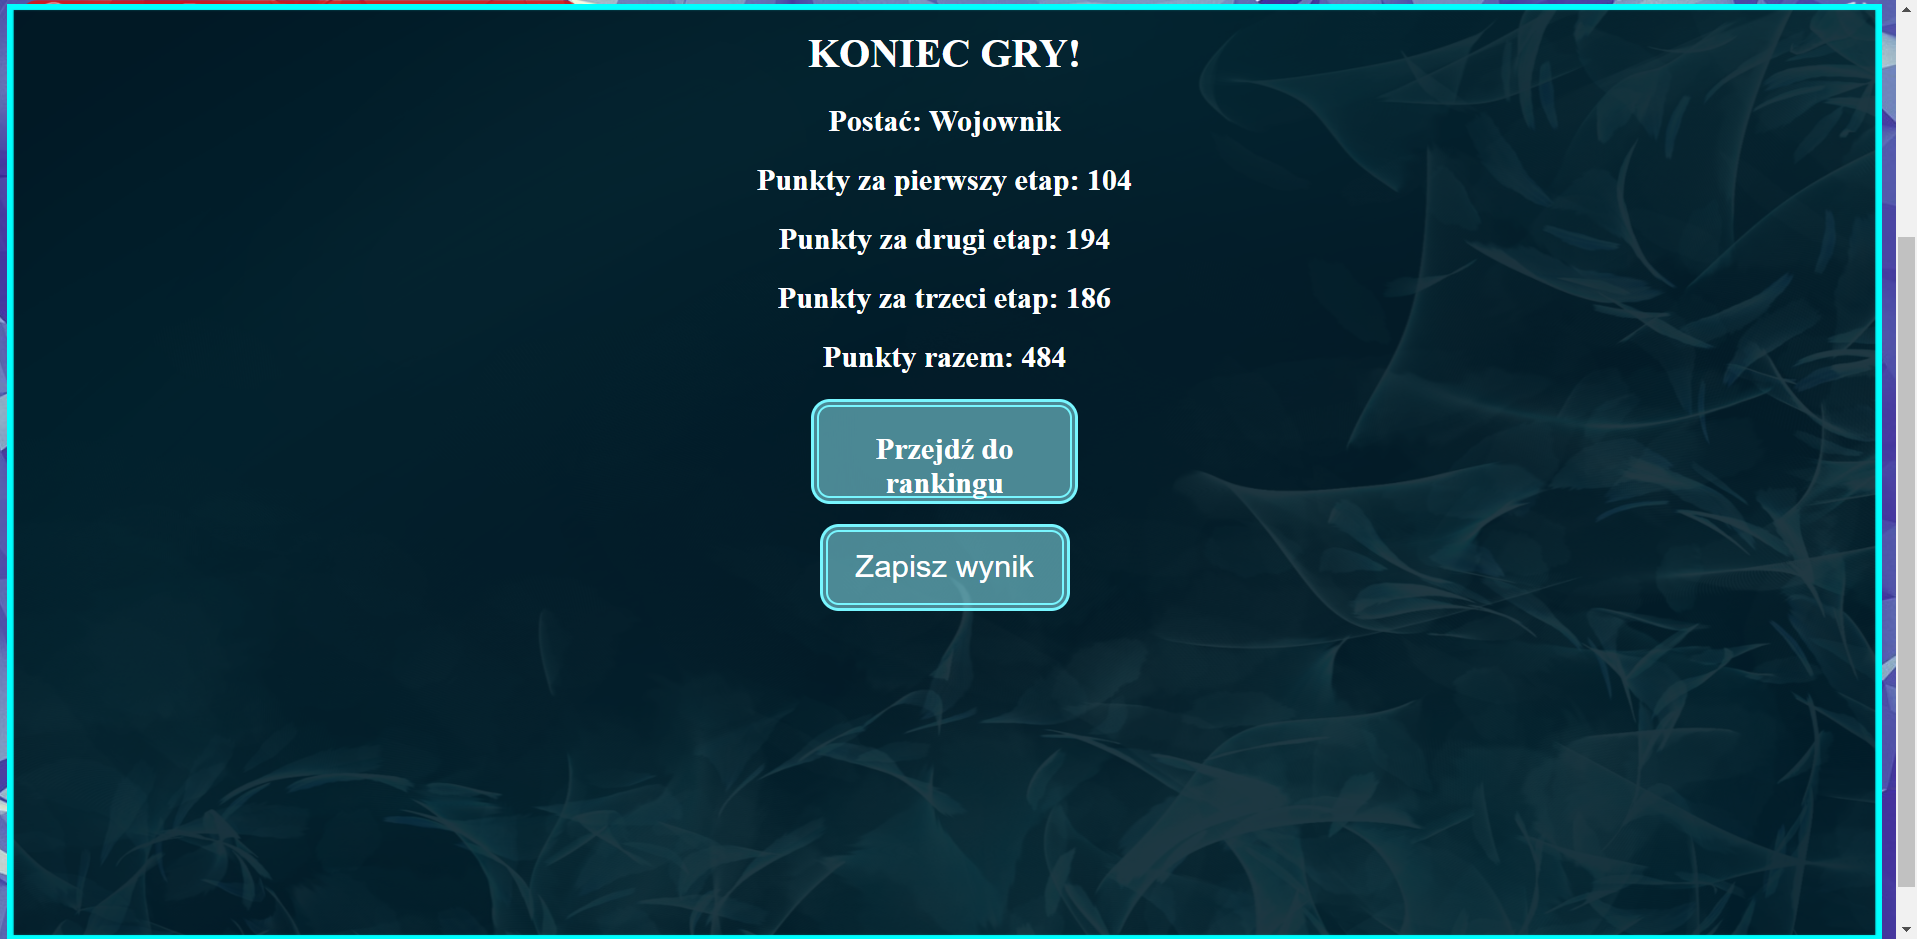 KONIEC GRY!
Postać: Wojownik
Punkty za pierwszy etap: 104
Punkty za drugi etap: 194
Punkty za trzeci etap: 186
Punkty razem: 484
Przejdź do
rankingu
Zapisz wynik